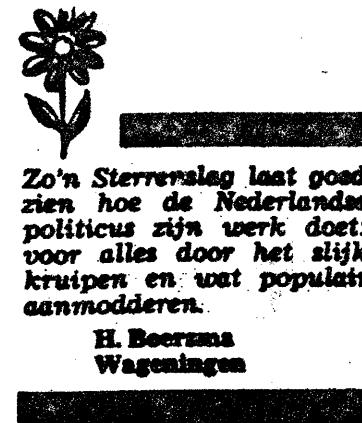 Zo'n Sterrenslag laat goed
zien hoe de Nederlandse
politicus zijn werk doet:
voor alles door het slijk
kruipen en wat populair
aanmodderen.
H. Boersma
Wageningen